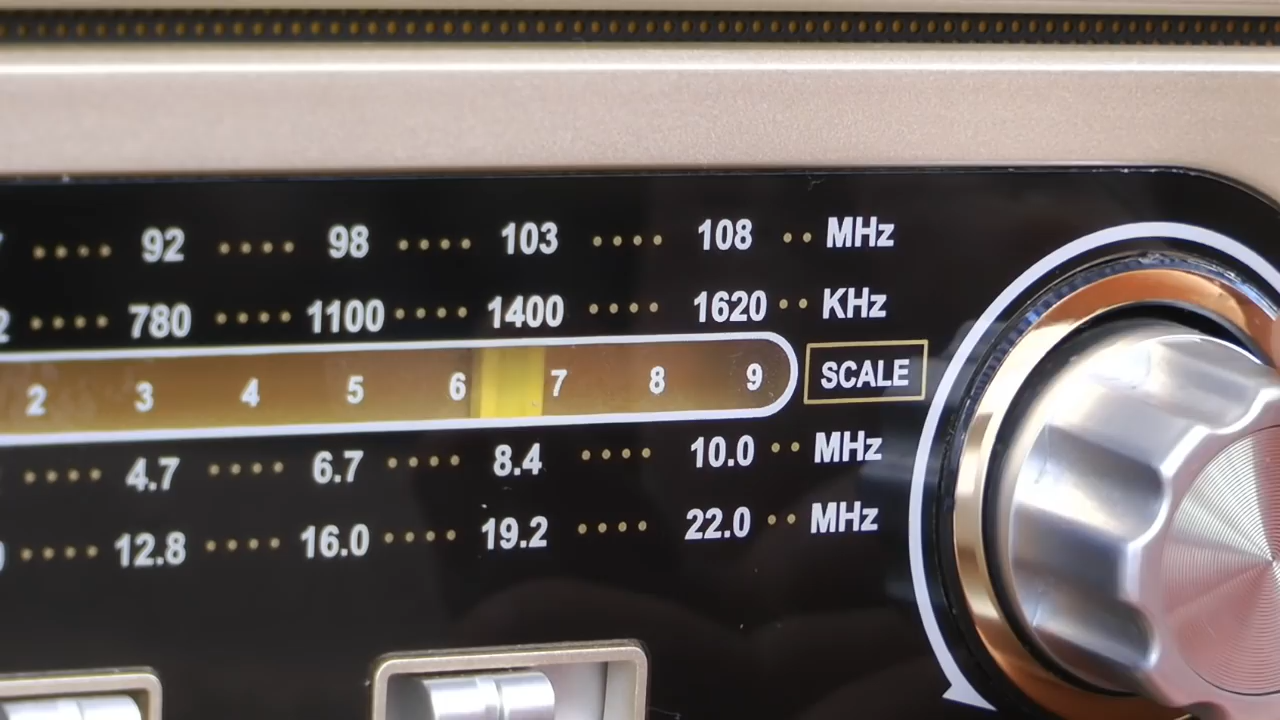 92 98 103 108 MHz
780 1100 1400 1620 KHz
2 3 4 5 6 7 8 9 SCALE
4.7 6.7 8.4 10.0 MHz
12.8 16.0 19.2 22.0 MHz